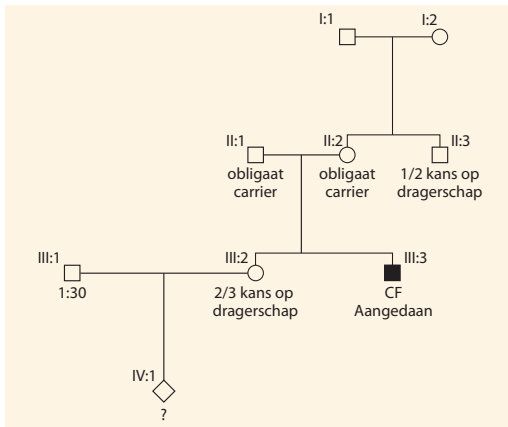 I:1
I:2
II:1
II:2
II:3
obligaat
carrier
obligaat
carrier
1/2 kans op
dragerschap
III:1
III:2
III:3
1:30
2/3 kans op
dragerschap
CF
Aangedaan
IV:1
?